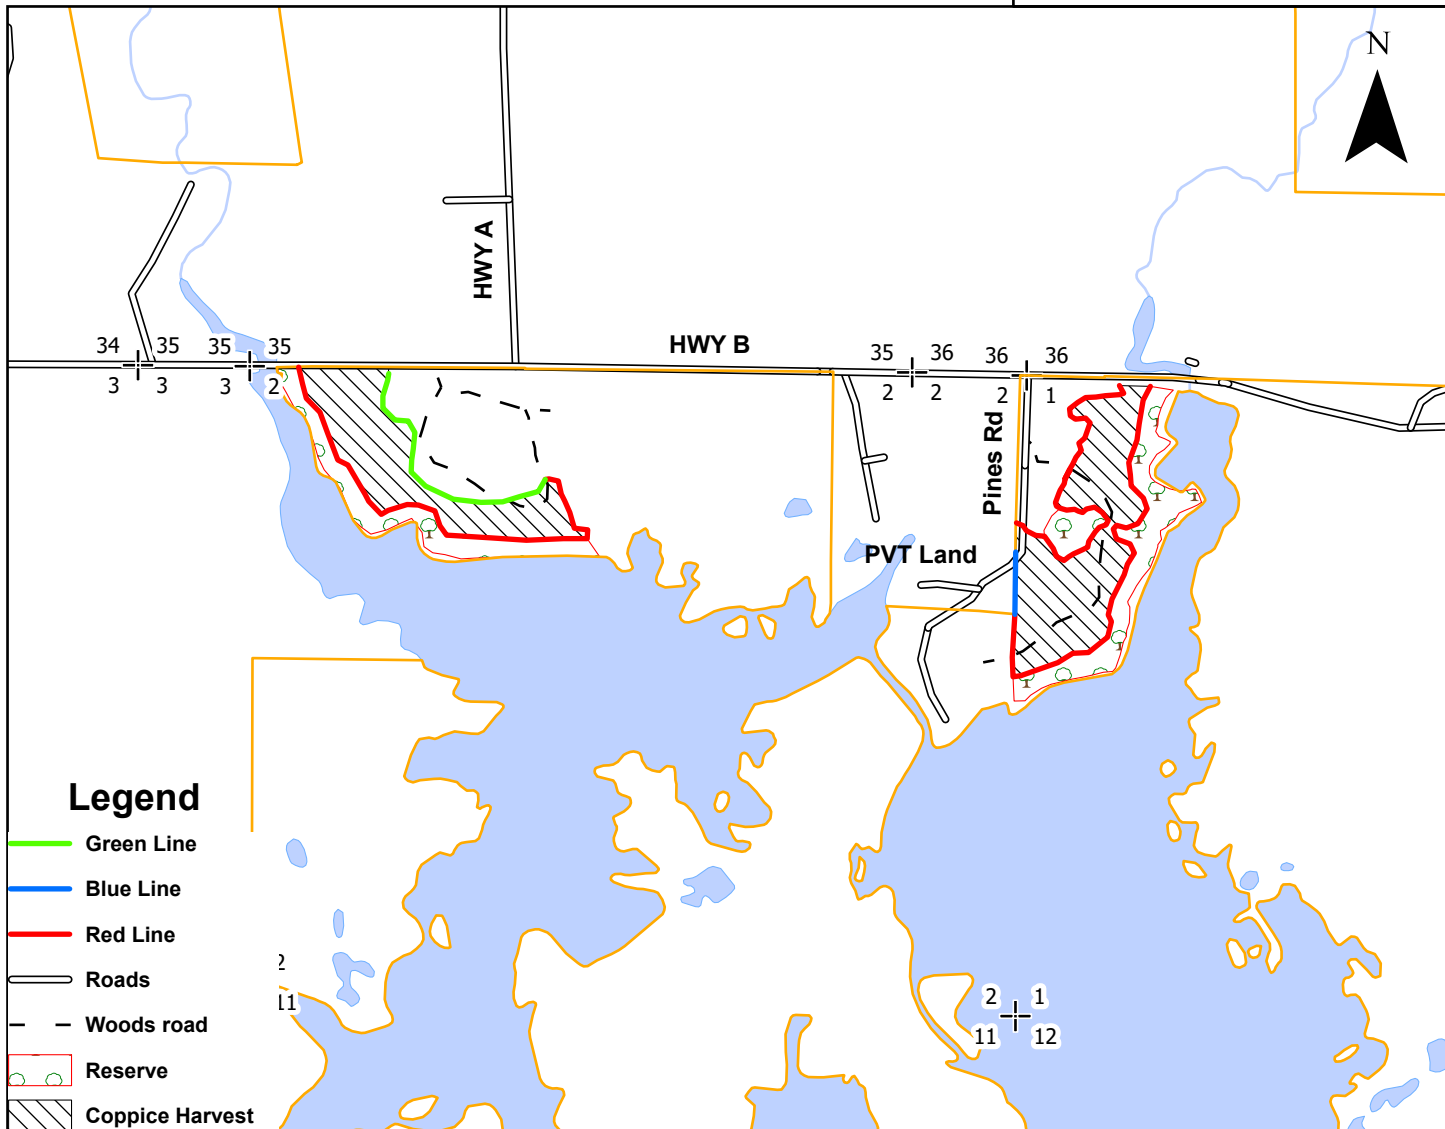 N
HWY A
34 35 35 35
3 3 3 2
HWY B
35 36 36 36
2 2 2 1
Pines Rd
PVT Land
Legend
Green Line
Blue Line
Red Line
Roads
Woods road
Reserve
Coppice Harvest
2
11
2 1
11 12